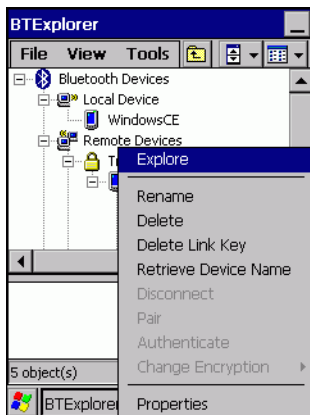 BTExplorer
File View Tools
Bluetooth Devices
Local Device
WindowsCE
Remote Devices
Explore
Rename
Delete
Delete Link Key
Retrieve Device Name
Disconnect
Pair
Authenticate
Change Encryption
5 object(s)
Properties
BTExplore